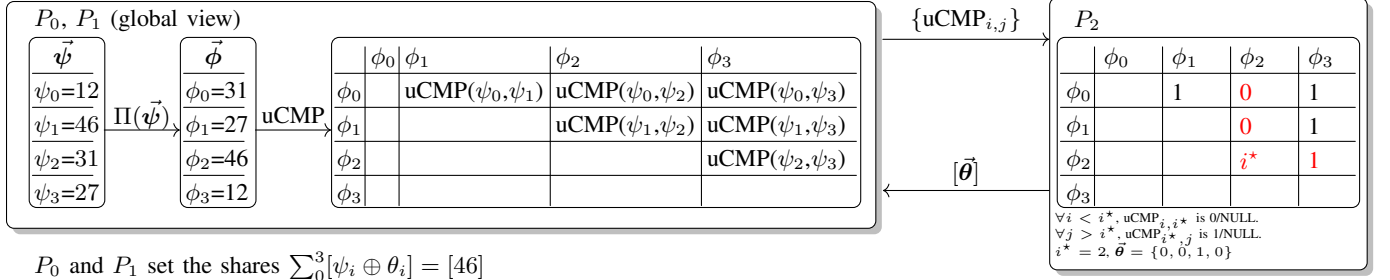 P₀, P₁ (global view)
ψ⃗
ψ₀=12
ψ₁=46
ψ₂=31
ψ₃=27
Π(ψ⃗)
ϕ⃗
ϕ₀=31
ϕ₁=27
ϕ₂=46
ϕ₃=12
uCMP
ϕ₀ ϕ₁ ϕ₂ ϕ₃
ϕ₀ uCMP(ψ₀,ψ₁) uCMP(ψ₀,ψ₂) uCMP(ψ₀,ψ₃)
ϕ₁ uCMP(ψ₁,ψ₂) uCMP(ψ₁,ψ₃)
ϕ₂ uCMP(ψ₂,ψ₃)
ϕ₃
{uCMPᵢ,ⱼ}
[θ⃗]
P₂
ϕ₀ ϕ₁ ϕ₂ ϕ₃
ϕ₀ 1 0 1
ϕ₁ 0 1
ϕ₂ i⋆ 1
ϕ₃
∀i < i⋆, uCMP_{i,i⋆} is 0/NULL.
∀j > i⋆, uCMP_{i⋆,j} is 1/NULL.
i⋆ = 2, θ⃗ = {0, 0, 1, 0}
P₀ and P₁ set the shares ∑₀³[ψᵢ ⊕ θᵢ] = [46]